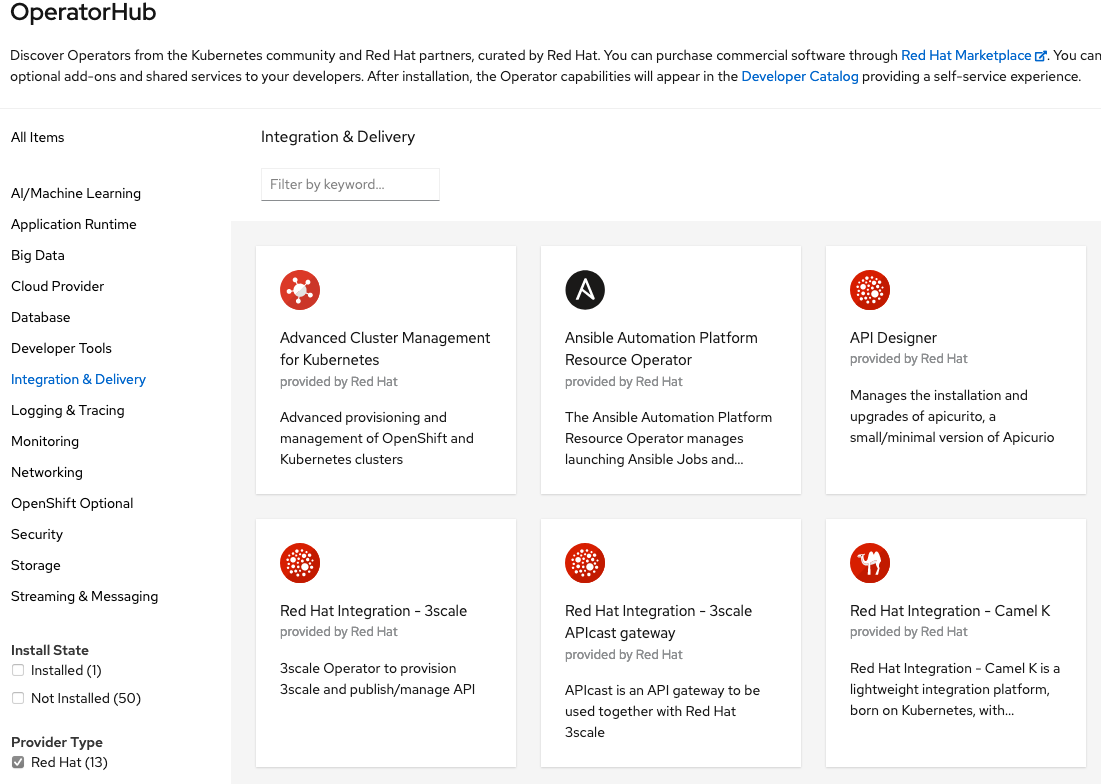 OperatorHub
Discover Operators from the Kubernetes community and Red Hat partners, curated by Red Hat. You can purchase commercial software through Red Hat Marketplace. You can
optional add-ons and shared services to your developers. After installation, the Operator capabilities will appear in the Developer Catalog providing a self-service experience.
All Items
AI/Machine Learning
Application Runtime
Big Data
Cloud Provider
Database
Developer Tools
Integration & Delivery
Logging & Tracing
Monitoring
Networking
OpenShift Optional
Security
Storage
Streaming & Messaging
Install State
Installed (1)
Not Installed (50)
Provider Type
Red Hat (13)
Integration & Delivery
Filter by keyword...
Advanced Cluster Management
for Kubernetes
provided by Red Hat
Advanced provisioning and
management of OpenShift and
Kubernetes clusters
Ansible Automation Platform
Resource Operator
provided by Red Hat
The Ansible Automation Platform
Resource Operator manages
launching Ansible Jobs and...
API Designer
provided by Red Hat
Manages the installation and
upgrades of apicurito, a
small/minimal version of Apicurio
Red Hat Integration - 3scale
provided by Red Hat
3scale Operator to provision
3scale and publish/manage API
Red Hat Integration - 3scale
APIcast gateway
provided by Red Hat
APIcast is an API gateway to be
used together with Red Hat
3scale
Red Hat Integration - Camel K
provided by Red Hat
Red Hat Integration - Camel K is a
lightweight integration platform,
born on Kubernetes, with...